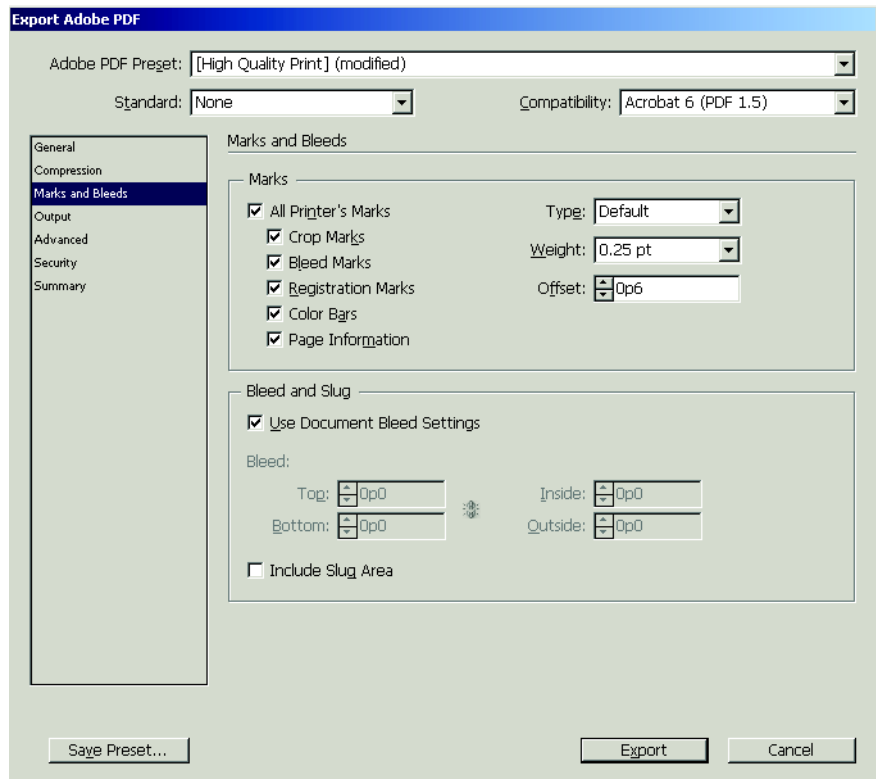 Export Adobe PDF
Adobe PDF Preset: [High Quality Print] (modified)
Standard: None
Compatibility: Acrobat 6 (PDF 1.5)
General
Compression
Marks and Bleeds
Output
Advanced
Security
Summary
Marks and Bleeds
Marks
All Printer's Marks
Crop Marks
Bleed Marks
Registration Marks
Color Bars
Page Information
Type: Default
Weight: 0.25 pt
Offset: 0p6
Bleed and Slug
Use Document Bleed Settings
Bleed:
Top: 0p0
Bottom: 0p0
Inside: 0p0
Outside: 0p0
Include Slug Area
Save Preset...
Export
Cancel